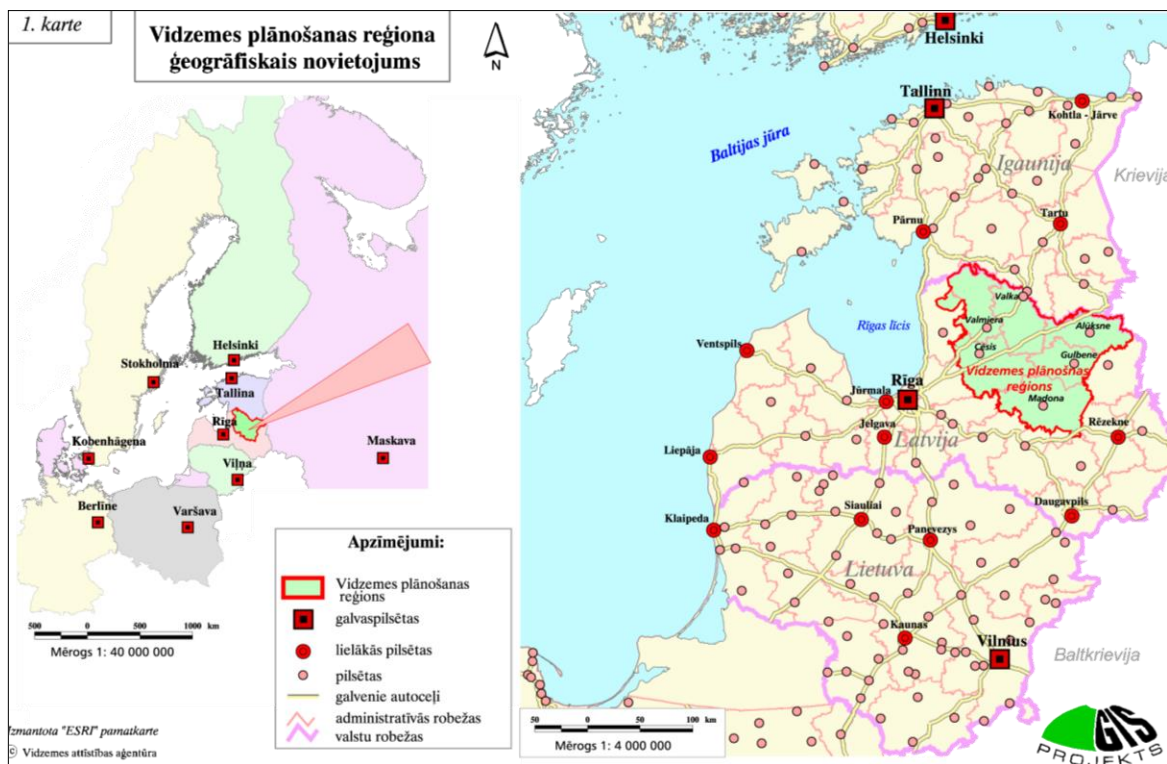 1. karte
Vidzemes plānošanas reģiona
ģeogrāfiskais novietojums
N
Helsinki
Stokholma
Tallina
Rīga
Kobenhāgena
Maskava
Viļņa
Berlīne
Varšava
500 0 500 1000 km
Mērogs 1: 40 000 000
Apzīmējumi:
Vidzemes plānošanas
reģions
galvaspilsētas
lielākās pilsētas
pilsētas
galvenie autoceļi
administratīvās robežas
valstu robežas
Izmantota "ESRI" pamatkarte
© Vidzemes attīstības aģentūra
Helsinki
Tallinn
Kohtla - Järve
Baltijas jūra
Igaunija
Krievija
Pärnu
Tartu
Valka
Rīgas līcis
Valmiera
Alūksne
Ventspils
Cēsis
Gulbene
Vidzemes plānošnas
reģions
Rīga
Jūrmala
Madona
Jelgava
Latvija
Rēzekne
Liepāja
Daugavpils
Klaipeda
Siauliai
Panevezys
Lietuva
Kaunas
Vilnius
Baltkrievija
50 0 50 100 km
Mērogs 1: 4 000 000
GIS
PROJEKTS